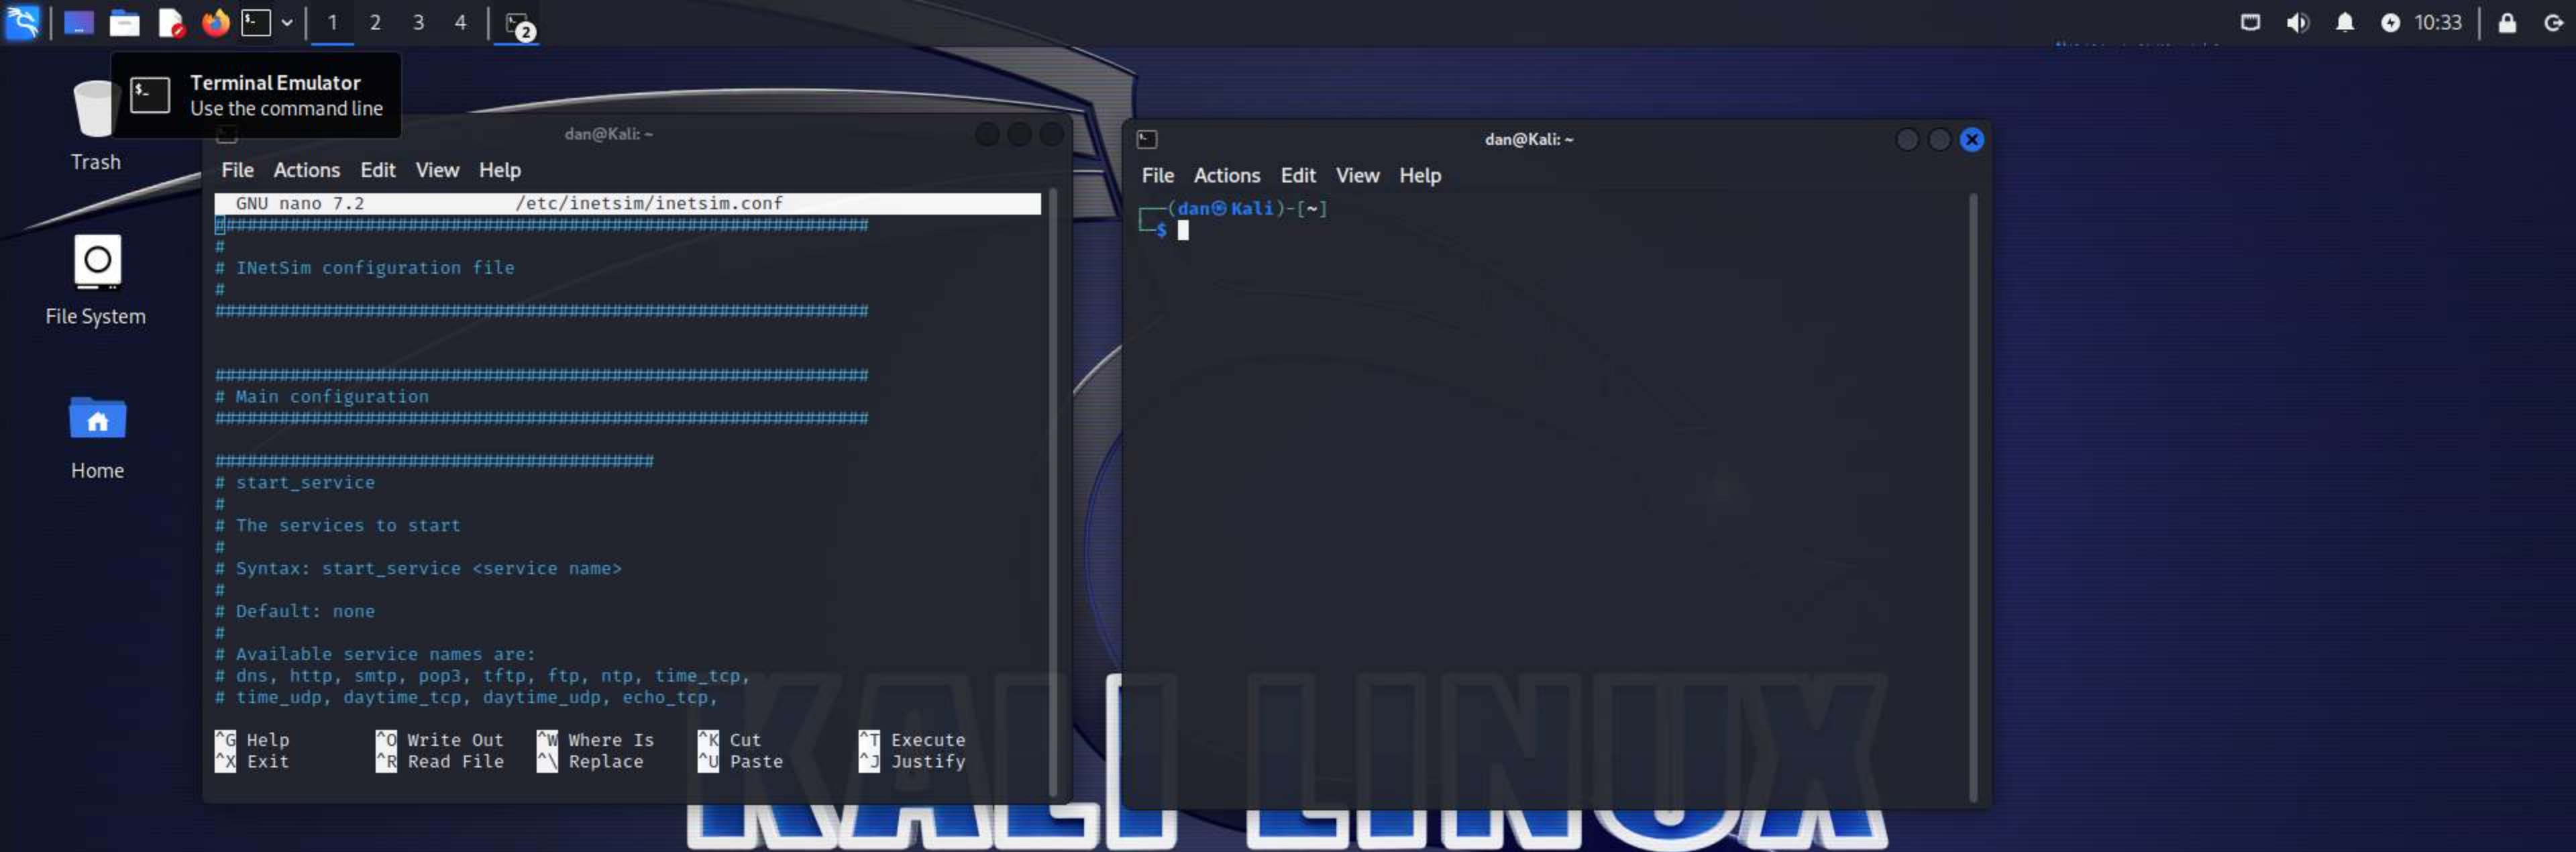 1 2 3 4 2 10:33
Terminal Emulator
Use the command line
Trash
File System
Home
dan@Kali: ~
File Actions Edit View Help
GNU nano 7.2 /etc/inetsim/inetsim.conf
#############################################################
#
# INetSim configuration file
#
#############################################################
#############################################################
# Main configuration
#############################################################
#########################################
# start_service
#
# The services to start
#
# Syntax: start_service <service name>
#
# Default: none
#
# Available service names are:
# dns, http, smtp, pop3, tftp, ftp, ntp, time_tcp,
# time_udp, daytime_tcp, daytime_udp, echo_tcp,
^G Help ^O Write Out ^W Where Is ^K Cut ^T Execute
^X Exit ^R Read File ^\ Replace ^U Paste ^J Justify
dan@Kali: ~
File Actions Edit View Help
┌──(dan㉿Kali)-[~]
└─$
KALI LINUX